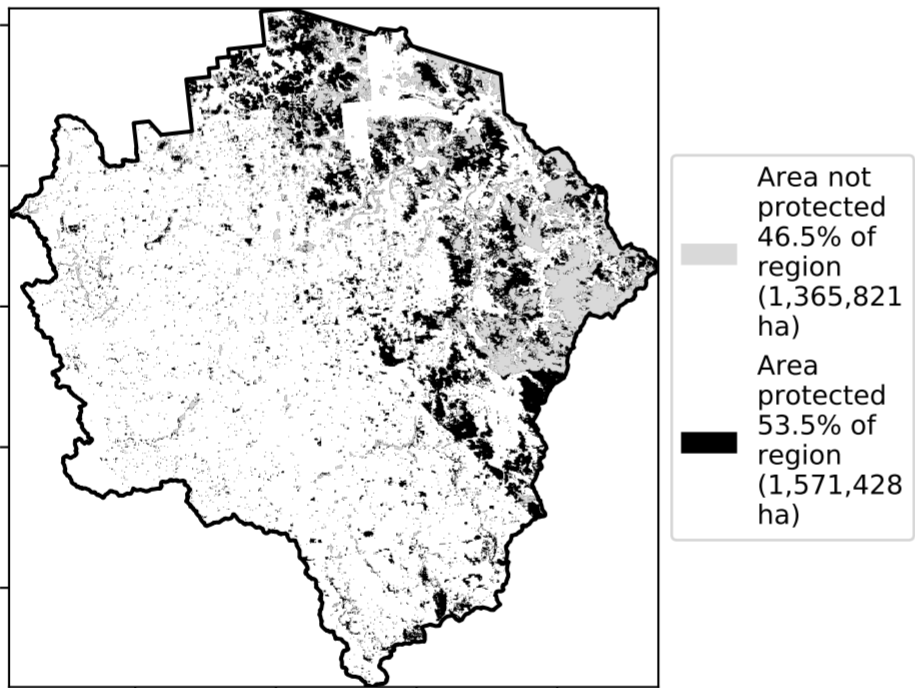 Area not
protected
46.5% of
region
(1,365,821
ha)
Area
protected
53.5% of
region
(1,571,428
ha)